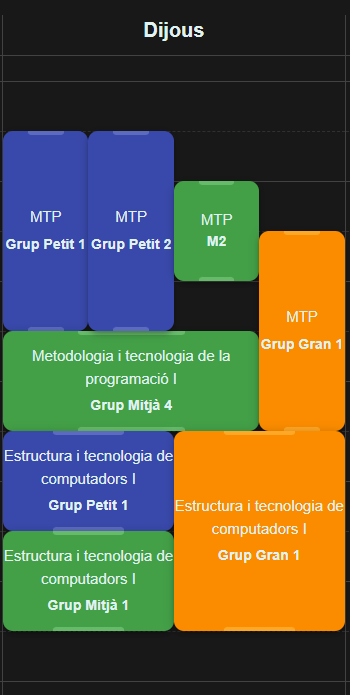 Dijous
MTP
Grup Petit 1
MTP
Grup Petit 2
MTP
M2
MTP
Grup Gran 1
Metodologia i tecnologia de la
programació I
Grup Mitjà 4
Estructura i tecnologia de
computadors I
Grup Petit 1
Estructura i tecnologia de
computadors I
Grup Gran 1
Estructura i tecnologia de
computadors I
Grup Mitjà 1